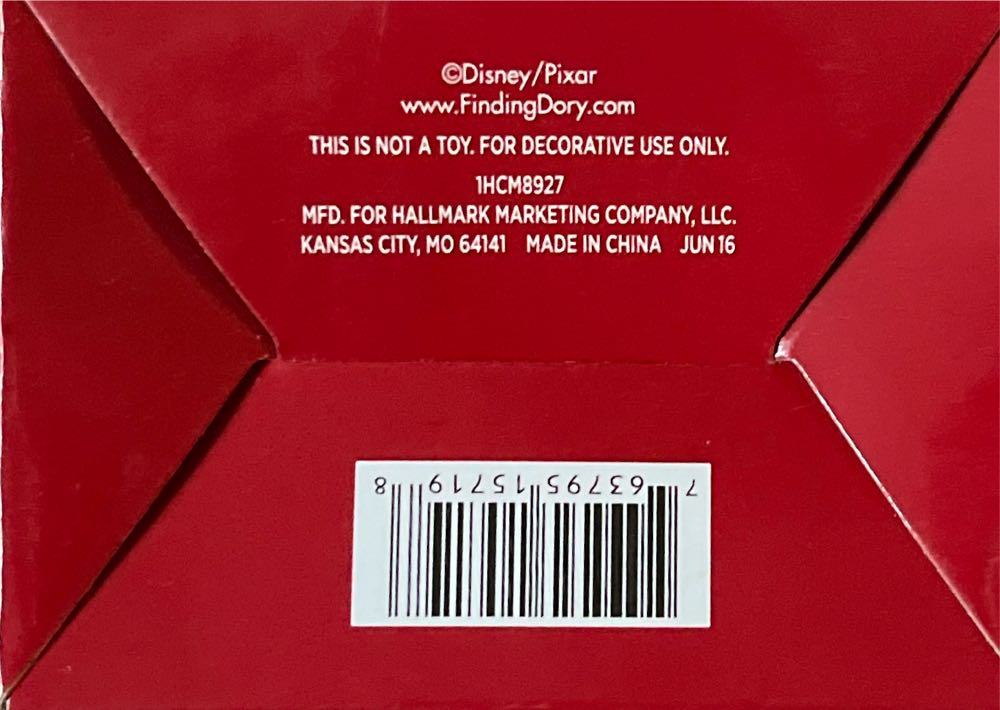 ©Disney/Pixar
www.FindingDory.com
THIS IS NOT A TOY. FOR DECORATIVE USE ONLY.
1HCM8927
MFD. FOR HALLMARK MARKETING COMPANY, LLC.
KANSAS CITY, MO 64141 MADE IN CHINA JUN 16
7 63795 15719 8